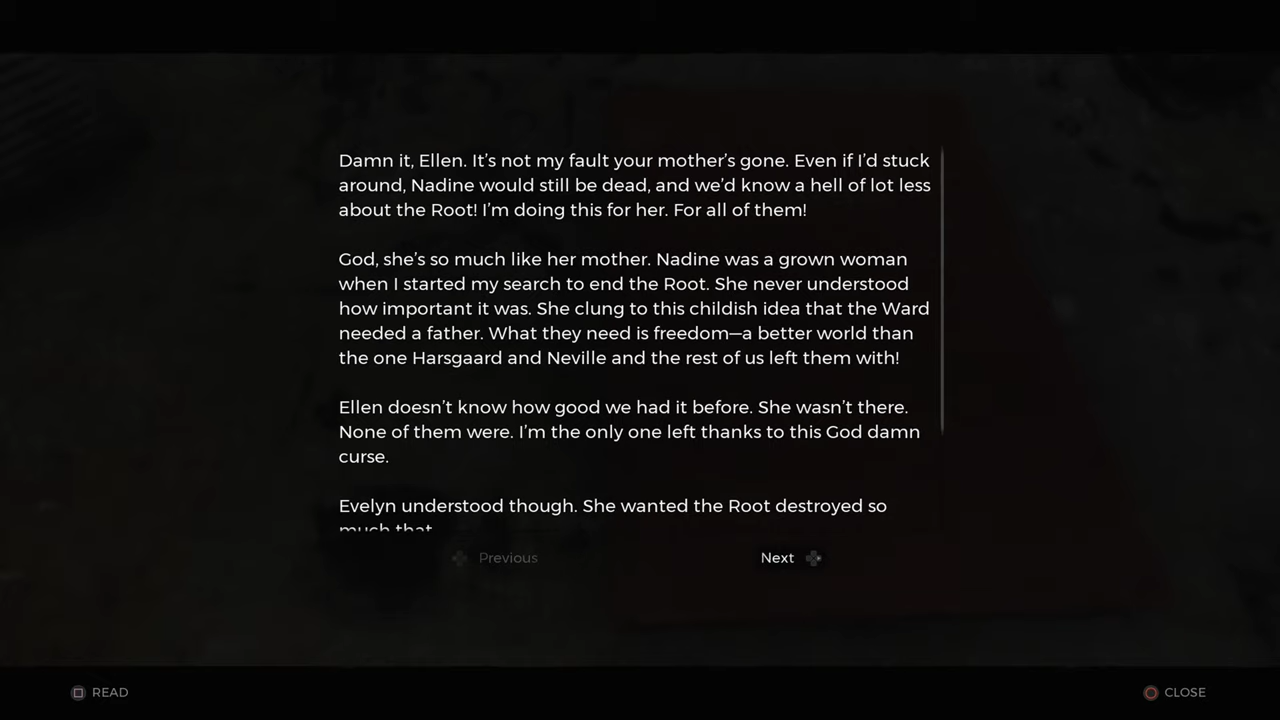 Damn it, Ellen. It's not my fault your mother's gone. Even if I'd stuck
around, Nadine would still be dead, and we'd know a hell of lot less
about the Root! I'm doing this for her. For all of them!
God, she's so much like her mother. Nadine was a grown woman
when I started my search to end the Root. She never understood
how important it was. She clung to this childish idea that the Ward
needed a father. What they need is freedom—a better world than
the one Harsgaard and Neville and the rest of us left them with!
Ellen doesn't know how good we had it before. She wasn't there.
None of them were. I'm the only one left thanks to this God damn
curse.
Evelyn understood though. She wanted the Root destroyed so
much that
Previous Next
READ CLOSE